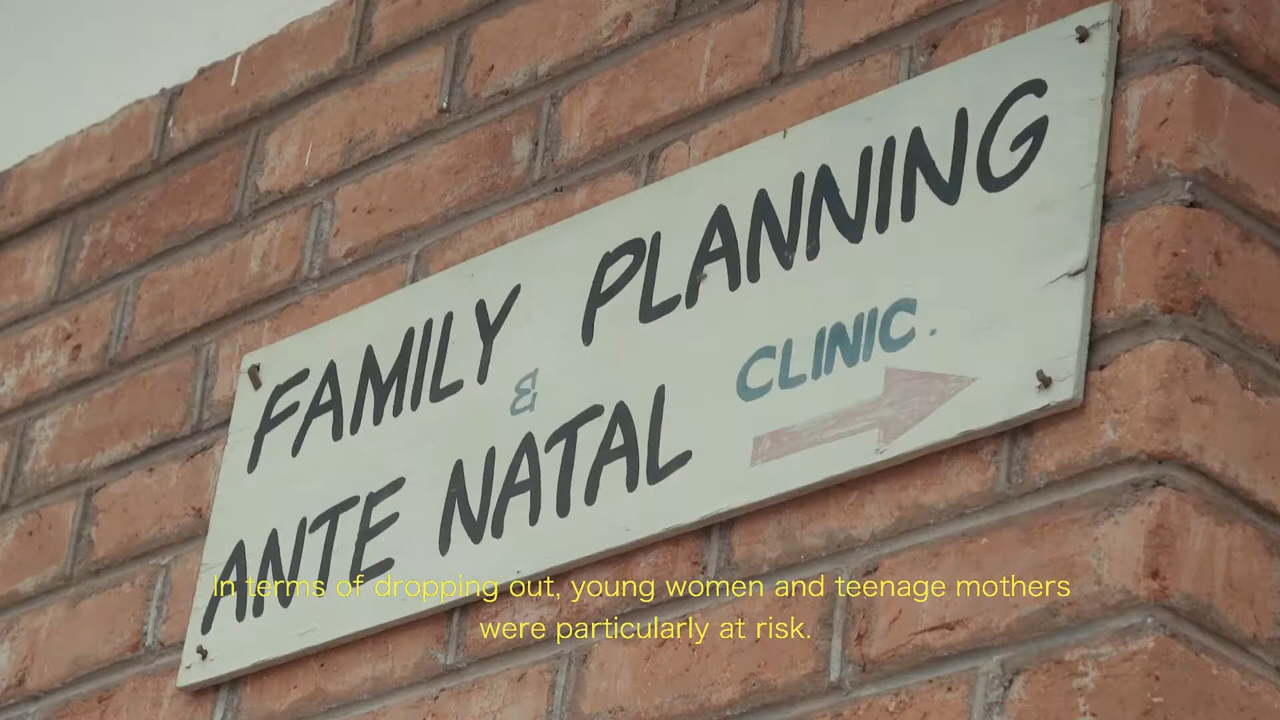 FAMILY PLANNING
&
ANTE NATAL CLINIC.
In terms of dropping out, young women and teenage mothers
were particularly at risk.